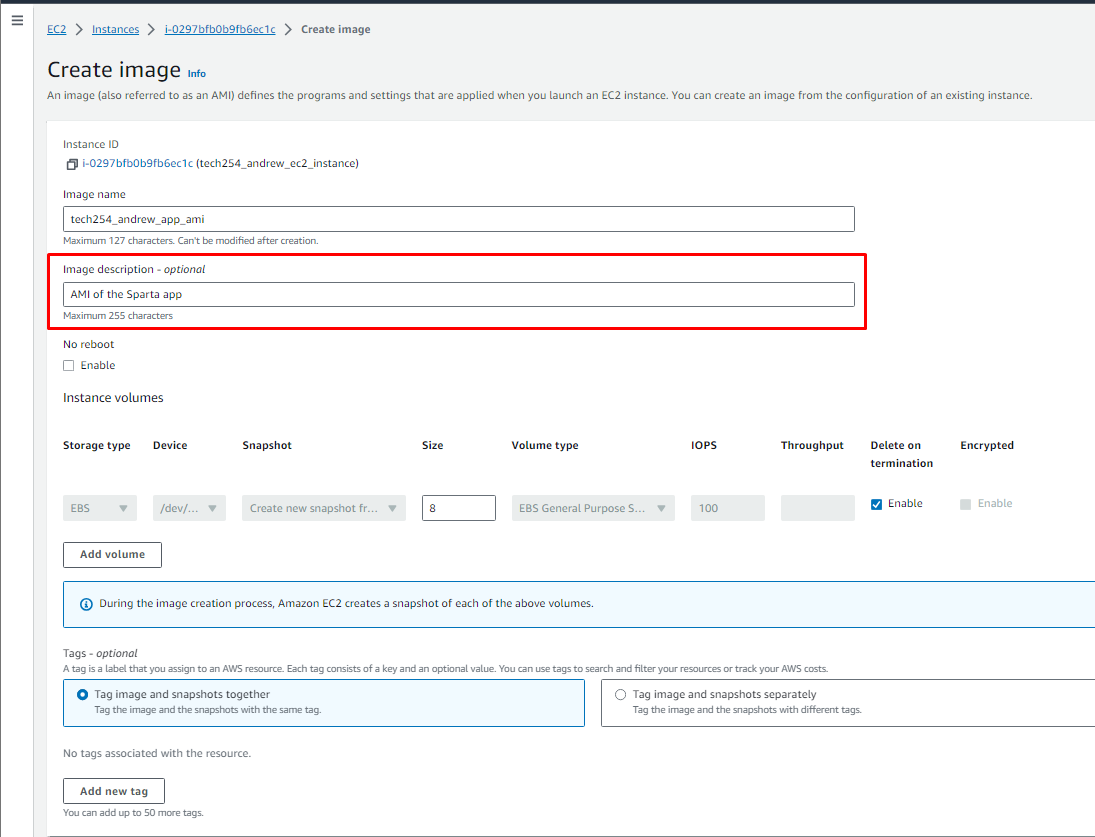 EC2 > Instances > i-0297bfb0b9fb6ec1c > Create image
Create image Info
An image (also referred to as an AMI) defines the programs and settings that are applied when you launch an EC2 instance. You can create an image from the configuration of an existing instance.
Instance ID
i-0297bfb0b9fb6ec1c (tech254_andrew_ec2_instance)
Image name
tech254_andrew_app_ami
Maximum 127 characters. Can't be modified after creation.
Image description - optional
AMI of the Sparta app
Maximum 255 characters
No reboot
Enable
Instance volumes
Storage type Device Snapshot Size Volume type IOPS Throughput Delete on termination Encrypted
EBS /dev/... Create new snapshot fr... 8 EBS General Purpose S... 100 Enable Enable
Add volume
During the image creation process, Amazon EC2 creates a snapshot of each of the above volumes.
Tags - optional
A tag is a label that you assign to an AWS resource. Each tag consists of a key and an optional value. You can use tags to search and filter your resources or track your AWS costs.
Tag image and snapshots together
Tag the image and the snapshots with the same tag.
Tag image and snapshots separately
Tag the image and the snapshots with different tags.
No tags associated with the resource.
Add new tag
You can add up to 50 more tags.